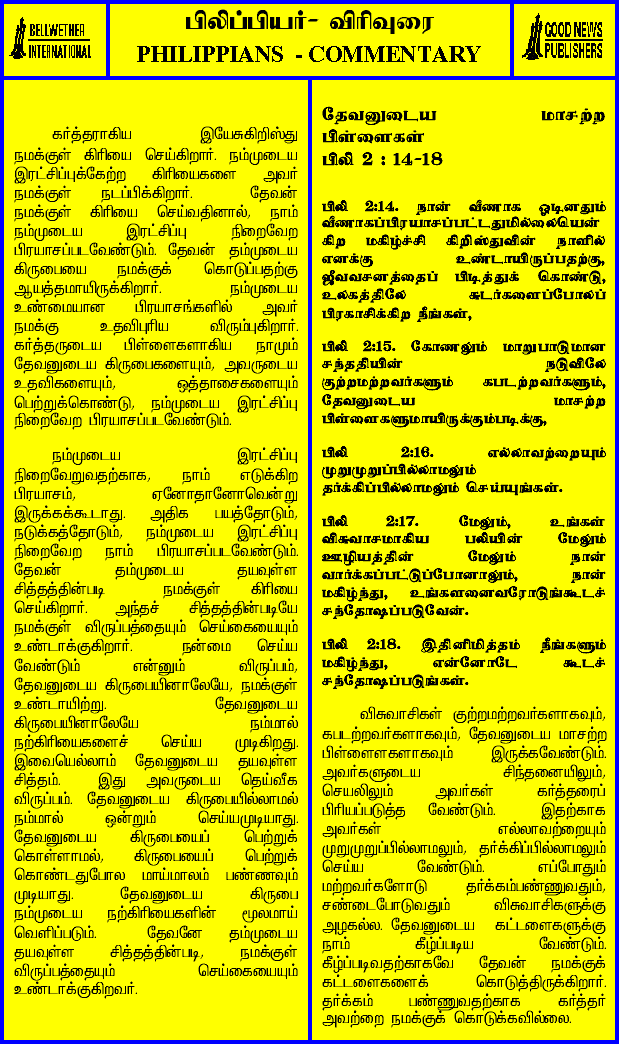 BELLWETHER
INTERNATIONAL
பிலிப்பியர்- விரிவுரை
PHILIPPIANS - COMMENTARY
GOOD NEWS
PUBLISHERS
கர்த்தராகிய இயேசுகிறிஸ்து
நமக்குள் கிரியை செய்கிறார். நம்முடைய
இரட்சிப்புக்கேற்ற கிரியைகளை அவர்
நமக்குள் நடப்பிக்கிறார். தேவன்
நமக்குள் கிரியை செய்வதினால், நாம்
நம்முடைய இரட்சிப்பு நிறைவேற
பிரயாசப்படவேண்டும். தேவன் தம்முடைய
கிருபையை நமக்குக் கொடுப்பதற்கு
ஆயத்தமாயிருக்கிறார். நம்முடைய
உண்மையான பிரயாசங்களில் அவர்
நமக்கு உதவிபுரிய விரும்புகிறார்.
கர்த்தருடைய பிள்ளைகளாகிய நாமும்
தேவனுடைய கிருபைகளையும், அவருடைய
உதவிகளையும், ஒத்தாசைகளையும்
பெற்றுக்கொண்டு, நம்முடைய இரட்சிப்பு
நிறைவேற பிரயாசப்படவேண்டும்.
நம்முடைய இரட்சிப்பு
நிறைவேறுவதற்காக, நாம் எடுக்கிற
பிரயாசம், ஏனோதானோவென்று
இருக்கக்கூடாது. அதிக பயத்தோடும்,
நடுக்கத்தோடும், நம்முடைய இரட்சிப்பு
நிறைவேற நாம் பிரயாசப்படவேண்டும்.
தேவன் தம்முடைய தயவுள்ள
சித்தத்தின்படி நமக்குள் கிரியை
செய்கிறார். அந்தச் சித்தத்தின்படியே
நமக்குள் விருப்பத்தையும் செய்கையையும்
உண்டாக்குகிறார். நன்மை செய்ய
வேண்டும் என்னும் விருப்பம்,
தேவனுடைய கிருபையினாலேயே, நமக்குள்
உண்டாயிற்று. தேவனுடைய
கிருபையினாலேயே நம்மால்
நற்கிரியைகளைச் செய்ய முடிகிறது.
இவையெல்லாம் தேவனுடைய தயவுள்ள
சித்தம். இது அவருடைய தெய்வீக
விருப்பம். தேவனுடைய கிருபையில்லாமல்
நம்மால் ஒன்றும் செய்யமுடியாது.
தேவனுடைய கிருபையைப் பெற்றுக்
கொள்ளாமல், கிருபையைப் பெற்றுக்
கொண்டதுபோல மாய்மாலம் பண்ணவும்
முடியாது. தேவனுடைய கிருபை
நம்முடைய நற்கிரியைகளின் மூலமாய்
வெளிப்படும். தேவனே தம்முடைய
தயவுள்ள சித்தத்தின்படி, நமக்குள்
விருப்பத்தையும் செய்கையையும்
உண்டாக்குகிறவர்.
தேவனுடைய மாசற்ற
பிள்ளைகள்
பிலி 2 : 14-18
பிலி 2:14. நான் வீணாக ஓடினதும்
வீணாகப்பிரயாசப்பட்டதுமில்லையென்
கிற மகிழ்ச்சி கிறிஸ்துவின் நாளில்
எனக்கு உண்டாயிருப்பதற்கு,
ஜீவவசனத்தைப் பிடித்துக் கொண்டு,
உலகத்திலே சுடர்களைப்போலப்
பிரகாசிக்கிற நீங்கள்,
பிலி 2:15. கோணலும் மாறுபாடுமான
சந்ததியின் நடுவிலே
குற்றமற்றவர்களும் கபடற்றவர்களும்,
தேவனுடைய மாசற்ற
பிள்ளைகளுமாயிருக்கும்படிக்கு,
பிலி 2:16. எல்லாவற்றையும்
முறுமுறுப்பில்லாமலும்
தர்க்கிப்பில்லாமலும் செய்யுங்கள்.
பிலி 2:17. மேலும், உங்கள்
விசுவாசமாகிய பலியின் மேலும்
ஊழியத்தின் மேலும் நான்
வார்க்கப்பட்டுப்போனாலும், நான்
மகிழ்ந்து, உங்களனைவரோடுங்கூடச்
சந்தோஷப்படுவேன்.
பிலி 2:18. இதினிமித்தம் நீங்களும்
மகிழ்ந்து, என்னோடே கூடச்
சந்தோஷப்படுங்கள்.
விசுவாசிகள் குற்றமற்றவர்களாகவும்,
கபடற்றவர்களாகவும், தேவனுடைய மாசற்ற
பிள்ளைளகளாகவும் இருக்கவேண்டும்.
அவர்களுடைய சிந்தனையிலும்,
செயலிலும் அவர்கள் கர்த்தரைப்
பிரியப்படுத்த வேண்டும். இதற்காக
அவர்கள் எல்லாவற்றையும்
முறுமுறுப்பில்லாமலும், தர்க்கிப்பில்லாமலும்
செய்ய வேண்டும். எப்போதும்
மற்றவர்களோடு தர்க்கம்பண்ணுவதும்,
சண்டைபோடுவதும் விசுவாசிகளுக்கு
அழகல்ல. தேவனுடைய கட்டளைகளுக்கு
நாம் கீழ்ப்படிய வேண்டும்.
கீழ்ப்படிவதற்காகவே தேவன் நமக்குக்
கட்டளைகளைக் கொடுத்திருக்கிறார்.
தர்க்கம் பண்ணுவதற்காக கர்த்தர்
அவற்றை நமக்குக் கொடுக்கவில்லை.